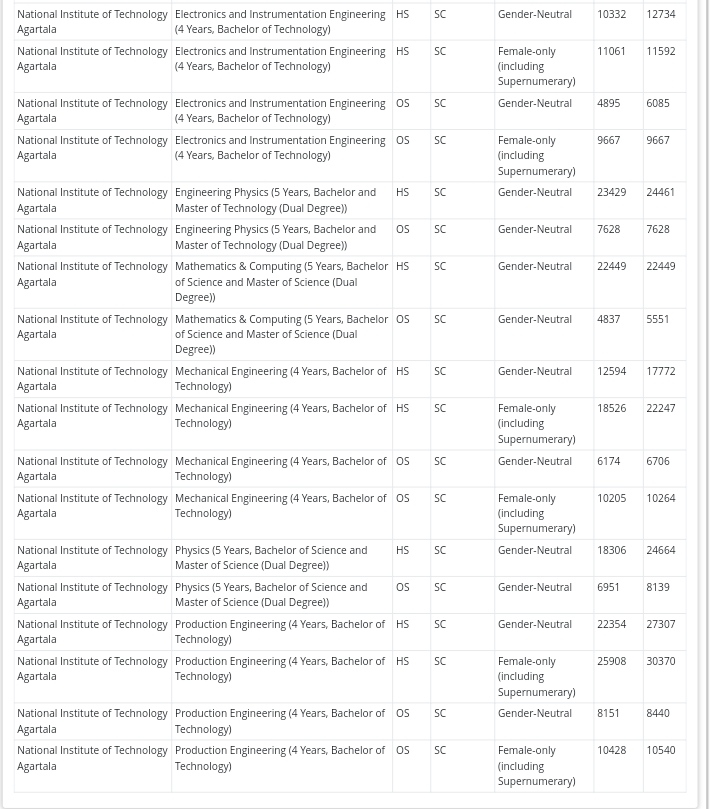 National Institute of Technology Agartala Electronics and Instrumentation Engineering (4 Years, Bachelor of Technology) HS SC Gender-Neutral 10332 12734
National Institute of Technology Agartala Electronics and Instrumentation Engineering (4 Years, Bachelor of Technology) HS SC Female-only (including Supernumerary) 11061 11592
National Institute of Technology Agartala Electronics and Instrumentation Engineering (4 Years, Bachelor of Technology) OS SC Gender-Neutral 4895 6085
National Institute of Technology Agartala Electronics and Instrumentation Engineering (4 Years, Bachelor of Technology) OS SC Female-only (including Supernumerary) 9667 9667
National Institute of Technology Agartala Engineering Physics (5 Years, Bachelor and Master of Technology (Dual Degree)) HS SC Gender-Neutral 23429 24461
National Institute of Technology Agartala Engineering Physics (5 Years, Bachelor and Master of Technology (Dual Degree)) OS SC Gender-Neutral 7628 7628
National Institute of Technology Agartala Mathematics & Computing (5 Years, Bachelor of Science and Master of Science (Dual Degree)) HS SC Gender-Neutral 22449 22449
National Institute of Technology Agartala Mathematics & Computing (5 Years, Bachelor of Science and Master of Science (Dual Degree)) OS SC Gender-Neutral 4837 5551
National Institute of Technology Agartala Mechanical Engineering (4 Years, Bachelor of Technology) HS SC Gender-Neutral 12594 17772
National Institute of Technology Agartala Mechanical Engineering (4 Years, Bachelor of Technology) HS SC Female-only (including Supernumerary) 18526 22247
National Institute of Technology Agartala Mechanical Engineering (4 Years, Bachelor of Technology) OS SC Gender-Neutral 6174 6706
National Institute of Technology Agartala Mechanical Engineering (4 Years, Bachelor of Technology) OS SC Female-only (including Supernumerary) 10205 10264
National Institute of Technology Agartala Physics (5 Years, Bachelor of Science and Master of Science (Dual Degree)) HS SC Gender-Neutral 18306 24664
National Institute of Technology Agartala Physics (5 Years, Bachelor of Science and Master of Science (Dual Degree)) OS SC Gender-Neutral 6951 8139
National Institute of Technology Agartala Production Engineering (4 Years, Bachelor of Technology) HS SC Gender-Neutral 22354 27307
National Institute of Technology Agartala Production Engineering (4 Years, Bachelor of Technology) HS SC Female-only (including Supernumerary) 25908 30370
National Institute of Technology Agartala Production Engineering (4 Years, Bachelor of Technology) OS SC Gender-Neutral 8151 8440
National Institute of Technology Agartala Production Engineering (4 Years, Bachelor of Technology) OS SC Female-only (including Supernumerary) 10428 10540